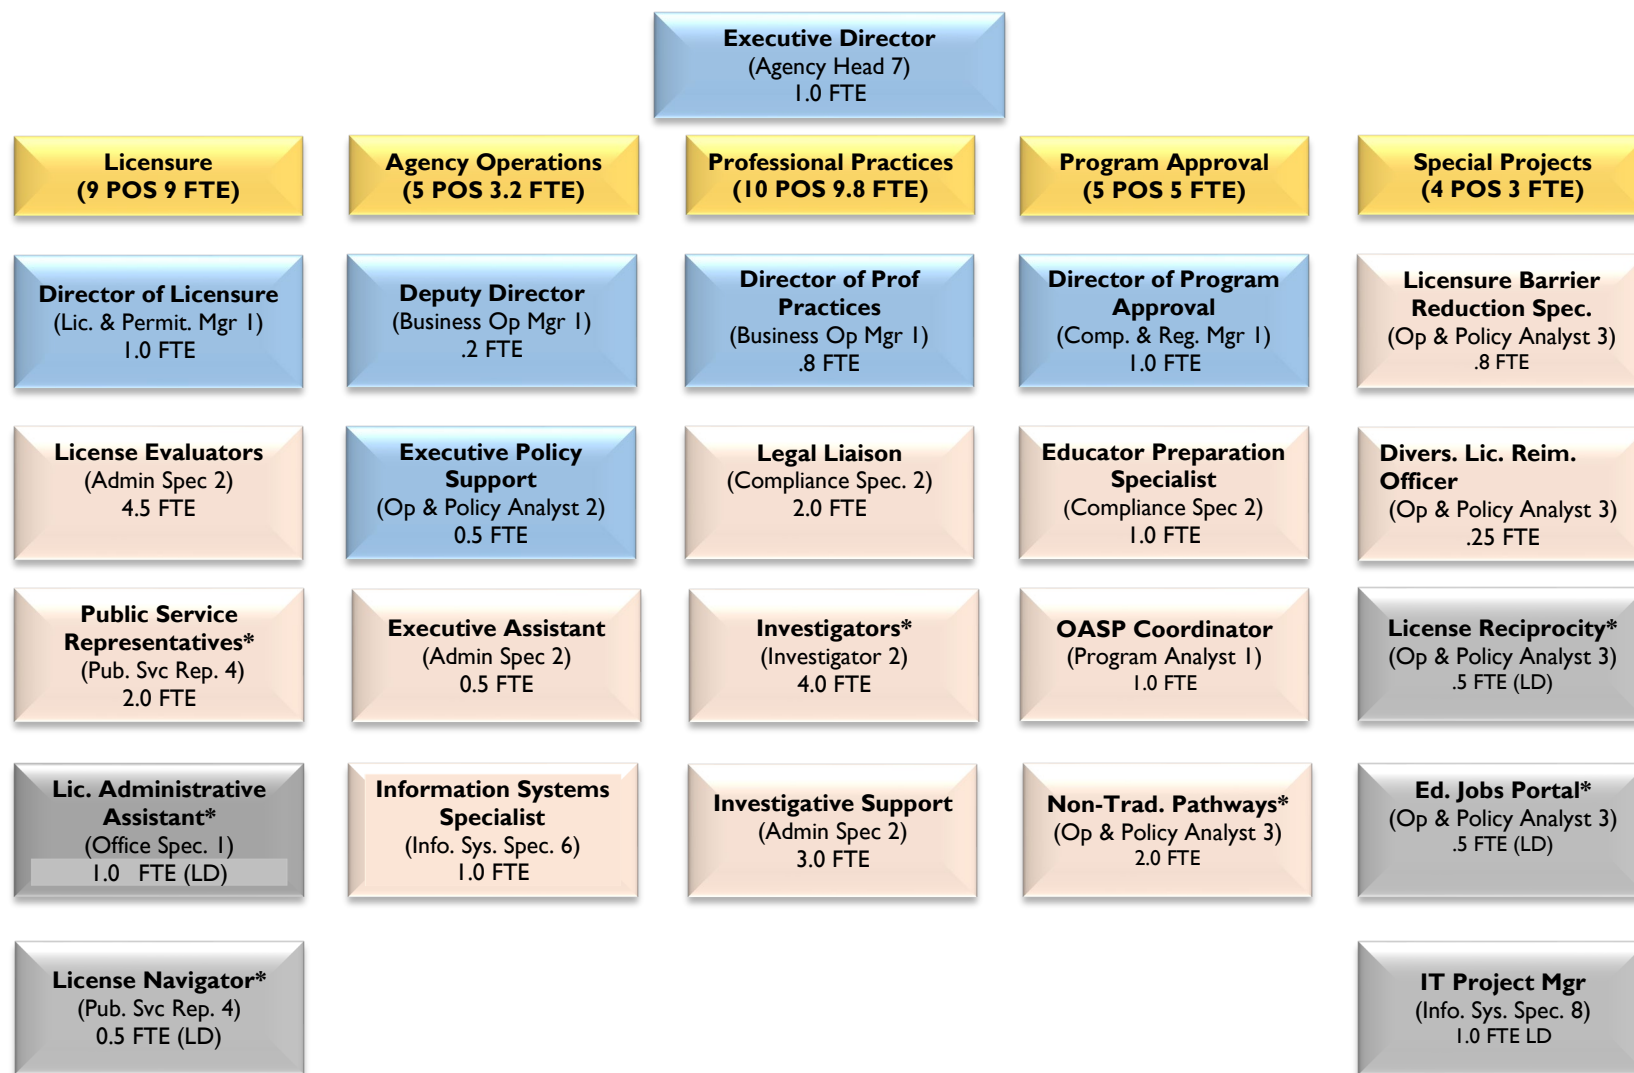 Executive Director
(Agency Head 7)
1.0 FTE
Licensure
(9 POS 9 FTE)
Agency Operations
(5 POS 3.2 FTE)
Professional Practices
(10 POS 9.8 FTE)
Program Approval
(5 POS 5 FTE)
Special Projects
(4 POS 3 FTE)
Director of Licensure
(Lic. & Permit. Mgr 1)
1.0 FTE
Deputy Director
(Business Op Mgr 1)
.2 FTE
Director of Prof
Practices
(Business Op Mgr 1)
.8 FTE
Director of Program
Approval
(Comp. & Reg. Mgr 1)
1.0 FTE
Licensure Barrier
Reduction Spec.
(Op & Policy Analyst 3)
.8 FTE
License Evaluators
(Admin Spec 2)
4.5 FTE
Executive Policy
Support
(Op & Policy Analyst 2)
0.5 FTE
Legal Liaison
(Compliance Spec. 2)
2.0 FTE
Educator Preparation
Specialist
(Compliance Spec 2)
1.0 FTE
Divers. Lic. Reim.
Officer
(Op & Policy Analyst 3)
.25 FTE
Public Service
Representatives*
(Pub. Svc Rep. 4)
2.0 FTE
Executive Assistant
(Admin Spec 2)
0.5 FTE
Investigators*
(Investigator 2)
4.0 FTE
OASP Coordinator
(Program Analyst 1)
1.0 FTE
License Reciprocity*
(Op & Policy Analyst 3)
.5 FTE (LD)
Lic. Administrative
Assistant*
(Office Spec. 1)
1.0 FTE (LD)
Information Systems
Specialist
(Info. Sys. Spec. 6)
1.0 FTE
Investigative Support
(Admin Spec 2)
3.0 FTE
Non-Trad. Pathways*
(Op & Policy Analyst 3)
2.0 FTE
Ed. Jobs Portal*
(Op & Policy Analyst 3)
.5 FTE (LD)
License Navigator*
(Pub. Svc Rep. 4)
0.5 FTE (LD)
IT Project Mgr
(Info. Sys. Spec. 8)
1.0 FTE LD